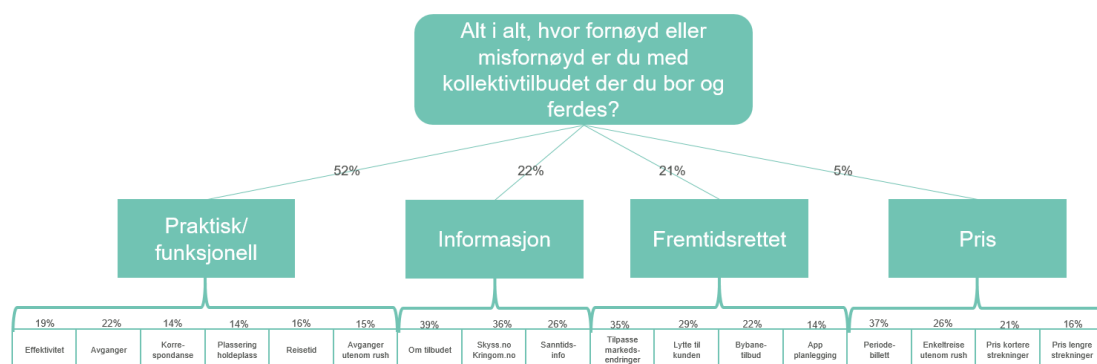 Alt i alt, hvor fornøyd eller
misfornøyd er du med
kollektivtilbudet der du bor og
ferdes?
52%
22%
21%
5%
Praktisk/
funksjonell
Informasjon
Fremtidsrettet
Pris
19%
22%
14%
14%
16%
15%
39%
36%
26%
35%
29%
22%
14%
37%
26%
21%
16%
Effektivitet
Avganger
Korre-
spondanse
Plassering
holdeplass
Reisetid
Avganger
utenom rush
Om tilbudet
Skyss.no
Kringom.no
Sanntids-
info
Tilpasse
markeds-
endringer
Lytte til
kunden
Bybane-
tilbud
App
planlegging
Periode-
billett
Enkeltreise
utenom rush
Pris kortere
strekninger
Pris lengre
strekninger